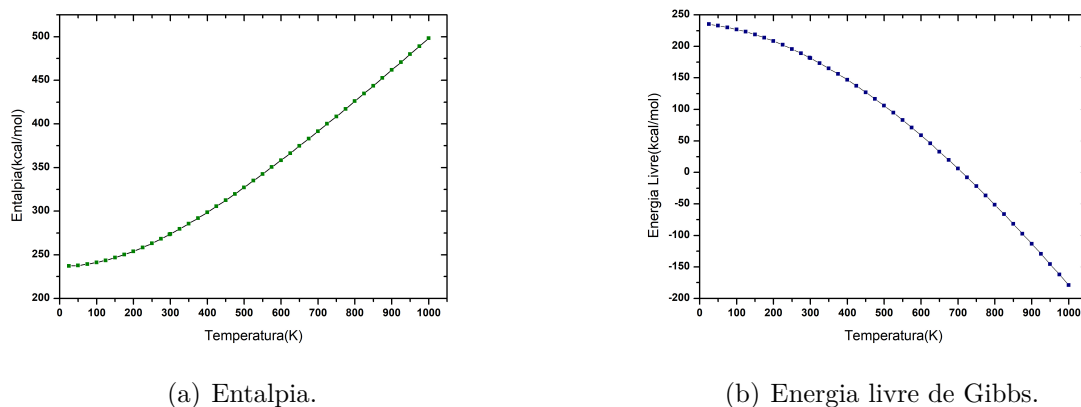 500
450
400
350
300
250
200
0 100 200 300 400 500 600 700 800 900 1000
Entalpia(kcal/mol)
Temperatura(K)
(a) Entalpia.
250
200
150
100
50
0
-50
-100
-150
-200
0 100 200 300 400 500 600 700 800 900 1000
Energia Livre(kcal/mol)
Temperatura(K)
(b) Energia livre de Gibbs.